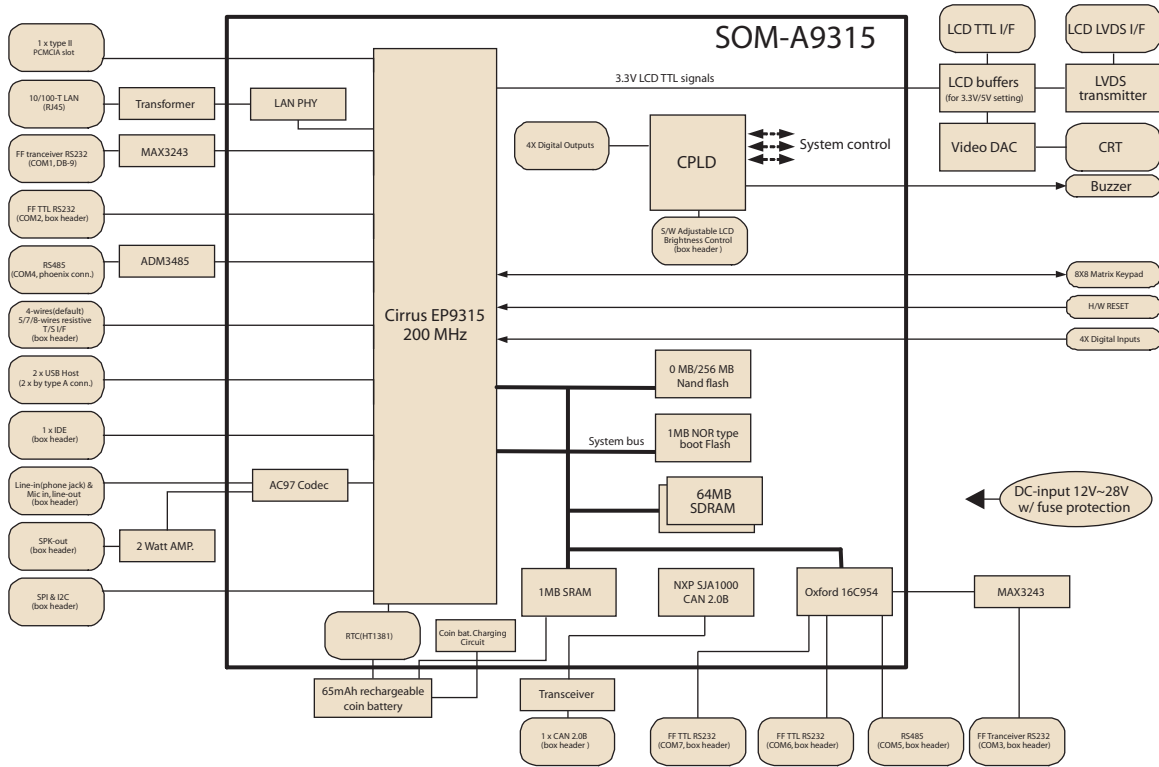 SOM-A9315
1 x type II
PCMCIA slot
10/100-T LAN
(RJ45)
Transformer
LAN PHY
FF tranceiver RS232
(COM1, DB-9)
MAX3243
FF TTL RS232
(COM2, box header)
RS485
(COM4, phoenix conn.)
ADM3485
4-wires(default)
5/7/8-wires resistive
T/S I/F
(box header)
2 x USB Host
(2 x by type A conn.)
1 x IDE
(box header)
Line-in(phone jack) &
Mic in, line-out
(box header)
AC97 Codec
SPK-out
(box header)
2 Watt AMP.
SPI & I2C
(box header)
Cirrus EP9315
200 MHz
3.3V LCD TTL signals
4X Digital Outputs
CPLD
System control
S/W Adjustable LCD
Brightness Control
(box header )
LCD TTL I/F
LCD LVDS I/F
LCD buffers
(for 3.3V/5V setting)
LVDS
transmitter
Video DAC
CRT
Buzzer
8X8 Matrix Keypad
H/W RESET
4X Digital Inputs
0 MB/256 MB
Nand flash
System bus
1MB NOR type
boot Flash
64MB
SDRAM
DC-input 12V~28V
w/ fuse protection
1MB SRAM
NXP SJA1000
CAN 2.0B
Oxford 16C954
MAX3243
RTC(HT1381)
Coin bat. Charging
Circuit
65mAh rechargeable
coin battery
Transceiver
1 x CAN 2.0B
(box header )
FF TTL RS232
(COM7, box header)
FF TTL RS232
(COM6, box header)
RS485
(COM5, box header)
FF Tranceiver RS232
(COM3, box header)